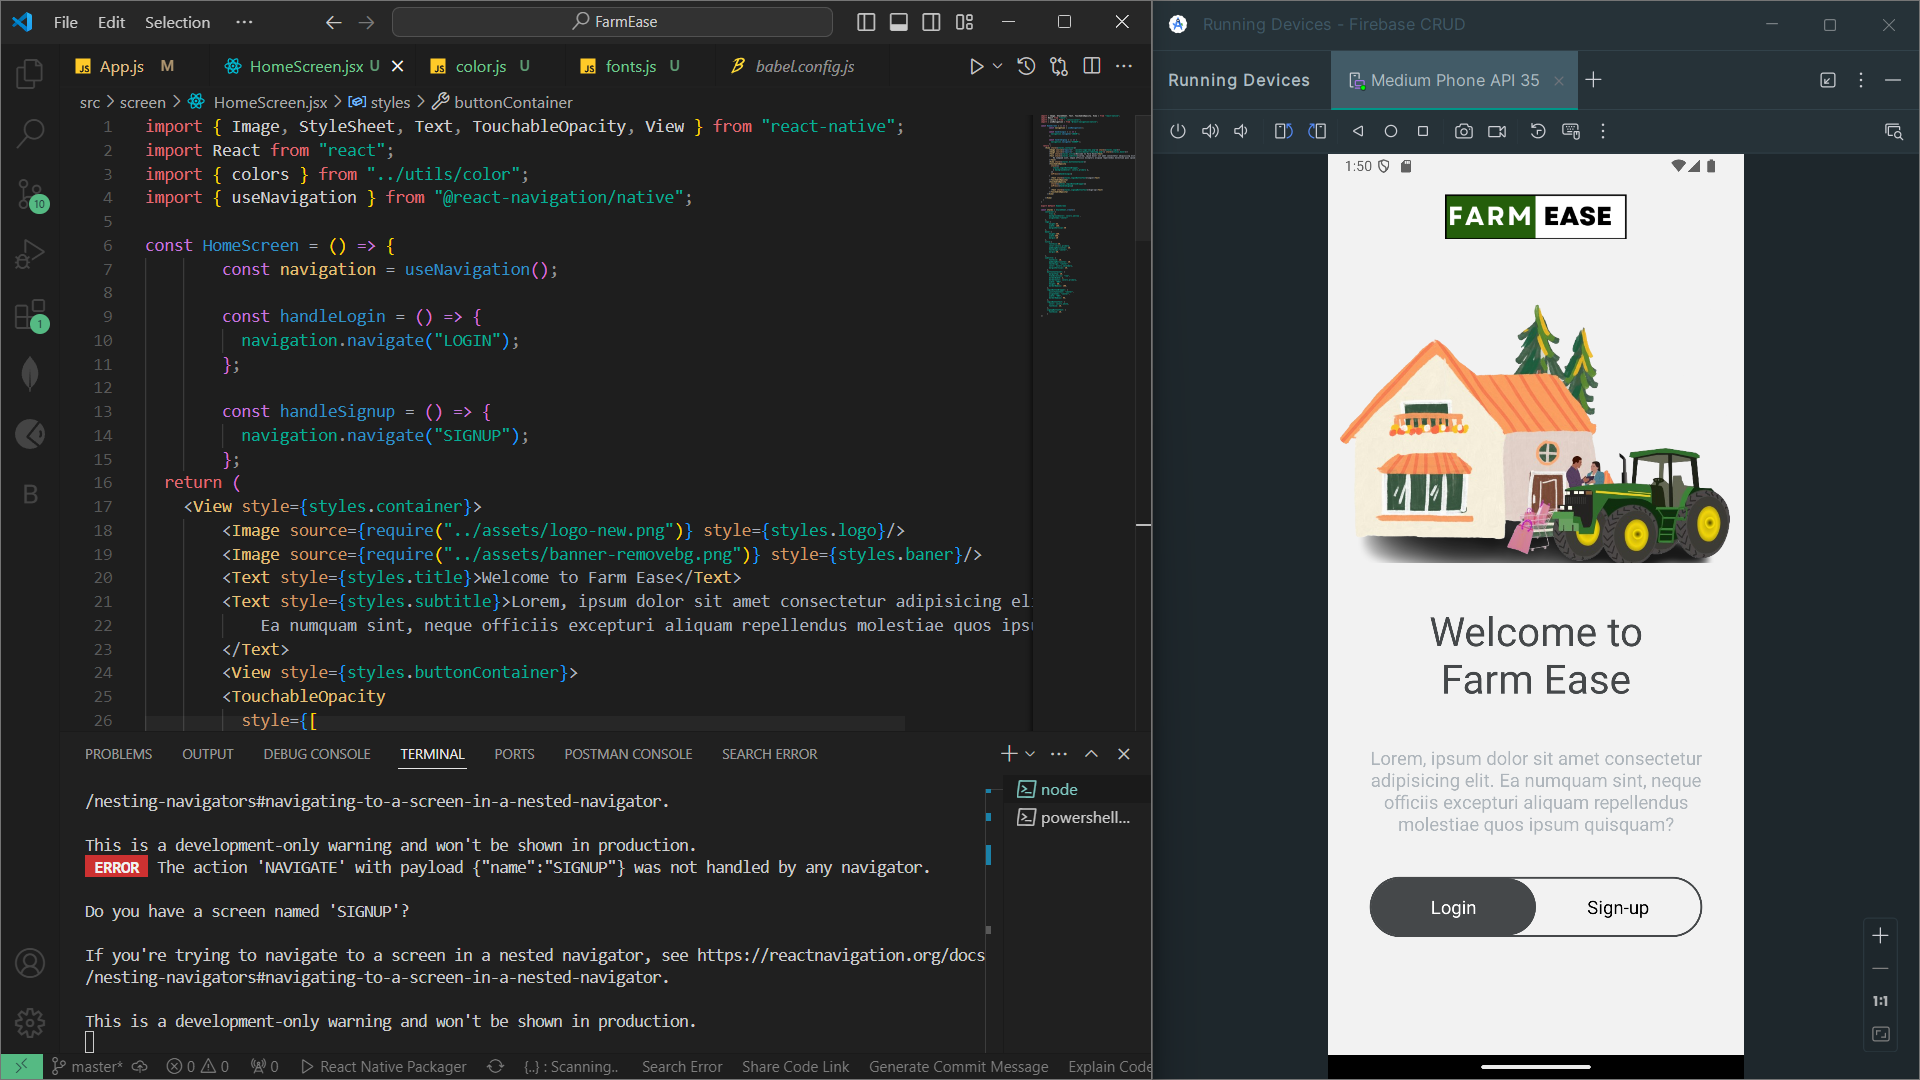 File Edit Selection ··· FarmEase
App.js M HomeScreen.jsx U color.js U fonts.js U babel.config.js
src > screen > HomeScreen.jsx > styles > buttonContainer
1 import { Image, StyleSheet, Text, TouchableOpacity, View } from "react-native";
2 import React from "react";
3 import { colors } from "../utils/color";
4 import { useNavigation } from "@react-navigation/native";
5
6 const HomeScreen = () => {
7 const navigation = useNavigation();
8
9 const handleLogin = () => {
10 navigation.navigate("LOGIN");
11 };
12
13 const handleSignup = () => {
14 navigation.navigate("SIGNUP");
15 };
16 return (
17 <View style={styles.container}>
18 <Image source={require("../assets/logo-new.png")} style={styles.logo}/>
19 <Image source={require("../assets/banner-removebg.png")} style={styles.baner}/>
20 <Text style={styles.title}>Welcome to Farm Ease</Text>
21 <Text style={styles.subtitle}>Lorem, ipsum dolor sit amet consectetur adipisicing eli
22 Ea numquam sint, neque officiis excepturi aliquam repellendus molestiae quos ipsu
23 </Text>
24 <View style={styles.buttonContainer}>
25 <TouchableOpacity
26 style={[
10
1
B
PROBLEMS OUTPUT DEBUG CONSOLE TERMINAL PORTS POSTMAN CONSOLE SEARCH ERROR
/nesting-navigators#navigating-to-a-screen-in-a-nested-navigator.
This is a development-only warning and won't be shown in production.
ERROR The action 'NAVIGATE' with payload {"name":"SIGNUP"} was not handled by any navigator.
Do you have a screen named 'SIGNUP'?
If you're trying to navigate to a screen in a nested navigator, see https://reactnavigation.org/docs
/nesting-navigators#navigating-to-a-screen-in-a-nested-navigator.
This is a development-only warning and won't be shown in production.
node
powershell...
master* 0 0 0 React Native Packager {..} : Scanning.. Search Error Share Code Link Generate Commit Message Explain Code
Running Devices - Firebase CRUD
Running Devices Medium Phone API 35
1:50
FARM EASE
Welcome to
Farm Ease
Lorem, ipsum dolor sit amet consectetur
adipisicing elit. Ea numquam sint, neque
officiis excepturi aliquam repellendus
molestiae quos ipsum quisquam?
Login Sign-up
1:1